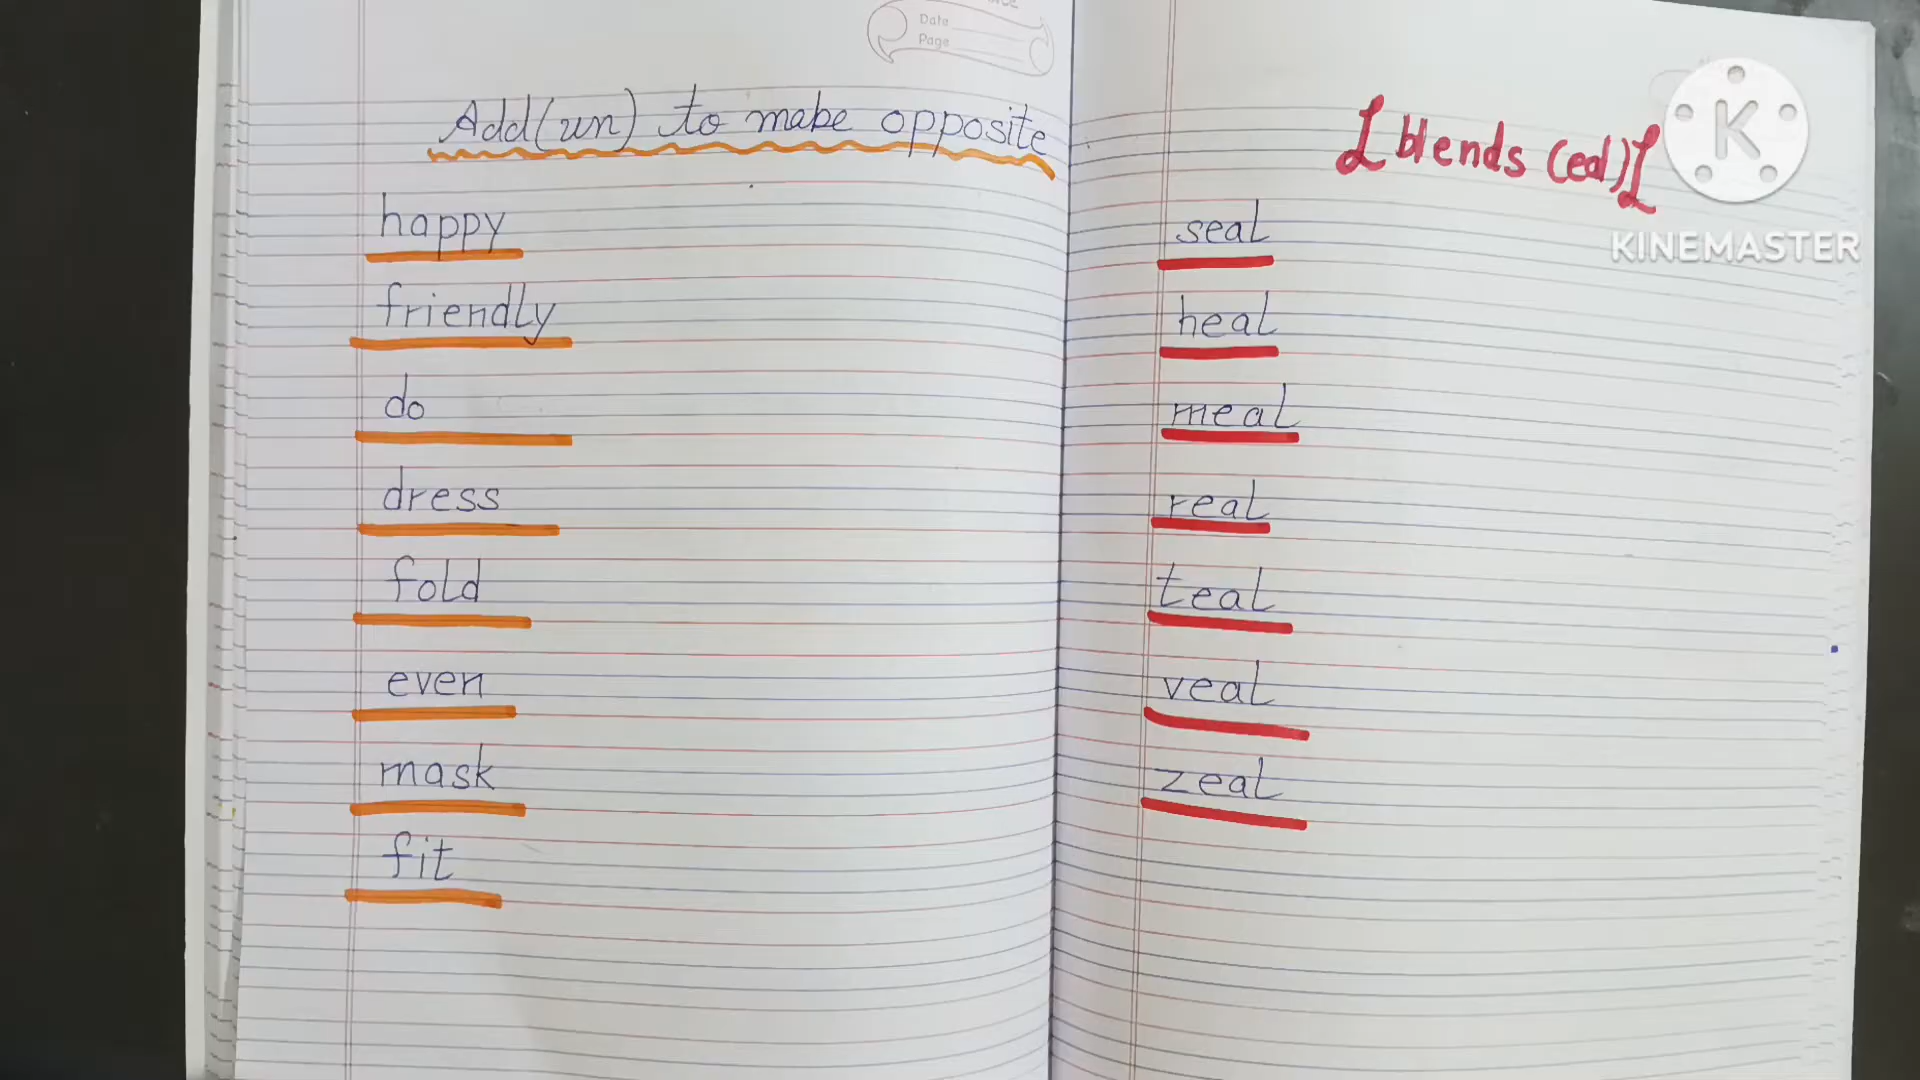 Date
Page
Add(un) to make opposite
happy
friendly
do
dress
fold
even
mask
fit
L blends (eal) L
seal
heal
meal
real
teal
veal
zeal
K
KINEMASTER